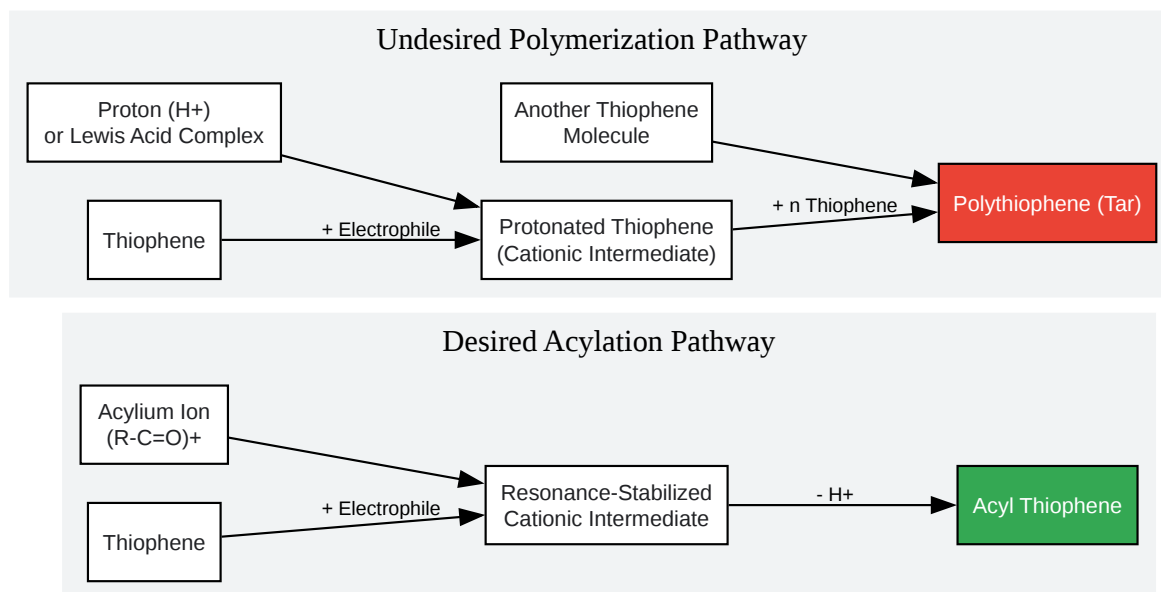 Undesired Polymerization Pathway
Proton (H+)
or Lewis Acid Complex
Another Thiophene
Molecule
Thiophene
+ Electrophile
Protonated Thiophene
(Cationic Intermediate)
+ n Thiophene
Polythiophene (Tar)
Desired Acylation Pathway
Acylium Ion
(R-C=O)+
Thiophene
+ Electrophile
Resonance-Stabilized
Cationic Intermediate
- H+
Acyl Thiophene